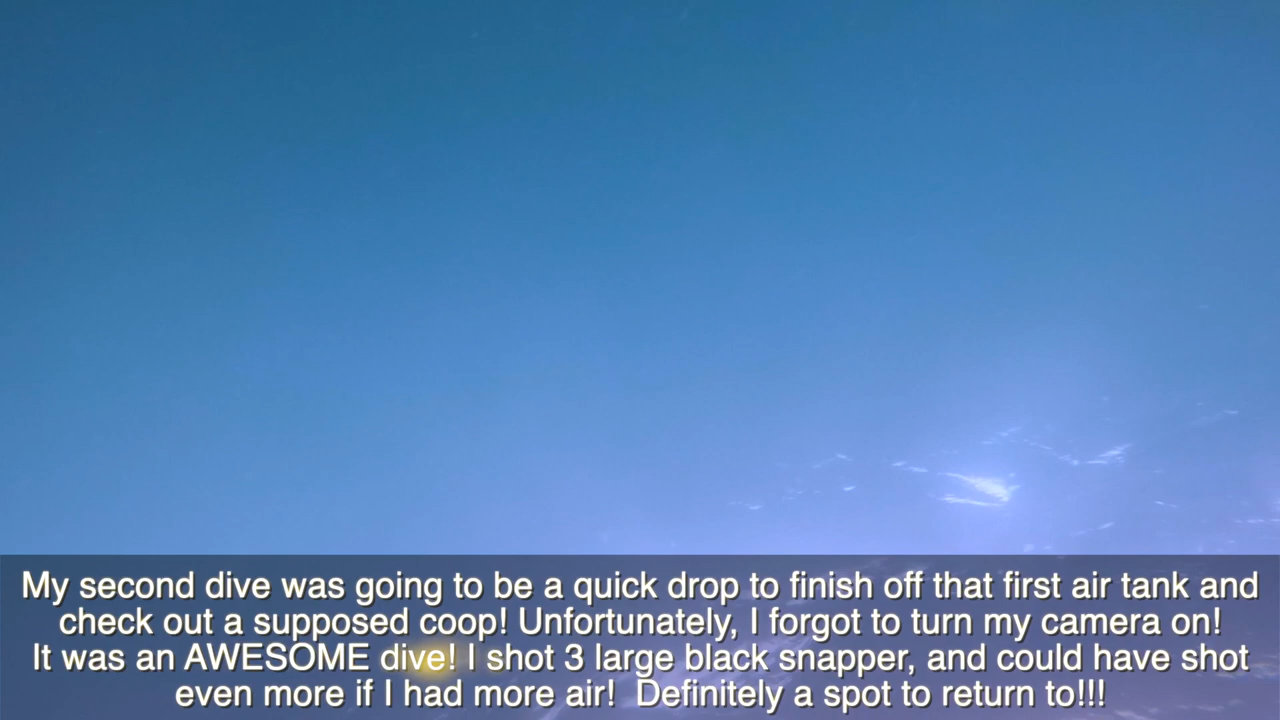 My second dive was going to be a quick drop to finish off that first air tank and
check out a supposed coop! Unfortunately, I forgot to turn my camera on!
It was an AWESOME dive! I shot 3 large black snapper, and could have shot
even more if I had more air!  Definitely a spot to return to!!!